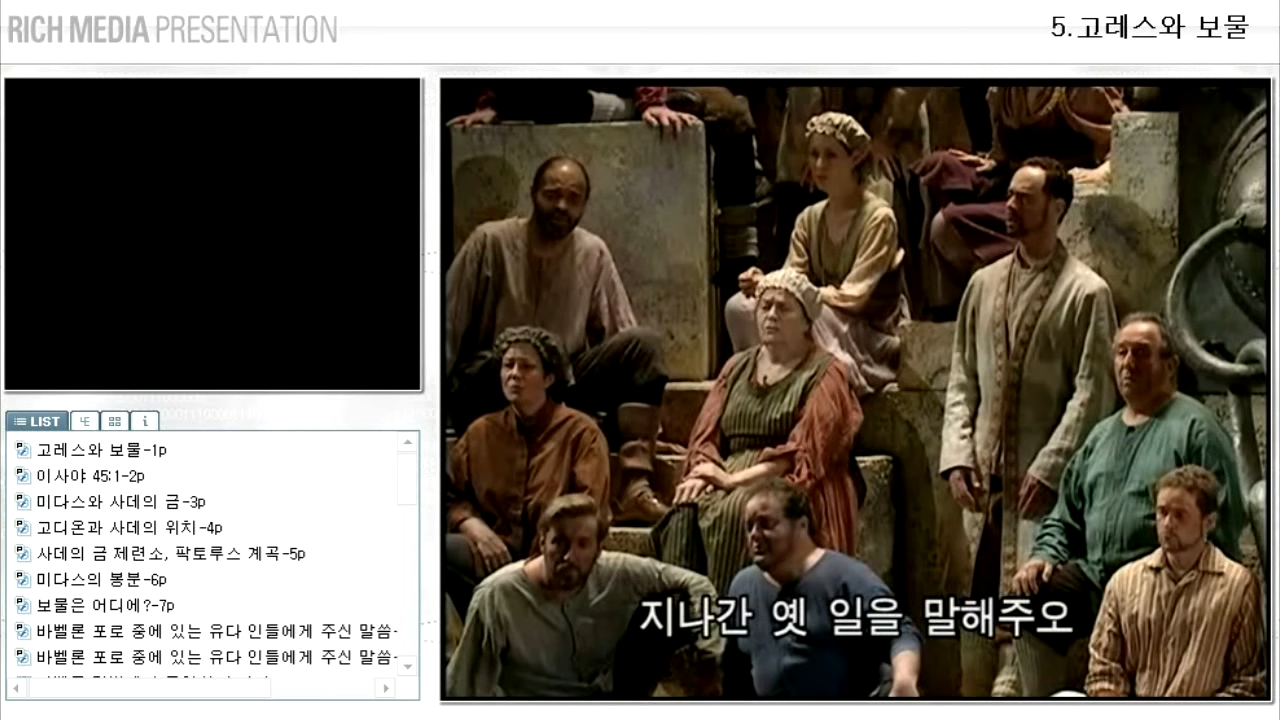 RICH MEDIA PRESENTATION
5.고레스와 보물
지나간 옛 일을 말해주오
LIST
고레스와 보물-1p
이사야 45:1-2p
미다스와 사데의 금-3p
고디온과 사데의 위치-4p
사데의 금 제련소, 팍토루스 계곡-5p
미다스의 봉분-6p
보물은 어디에?-7p
바벨론 포로 중에 있는 유다 인들에게 주신 말씀-
바벨론 포로 중에 있는 유다 인들에게 주신 말씀-